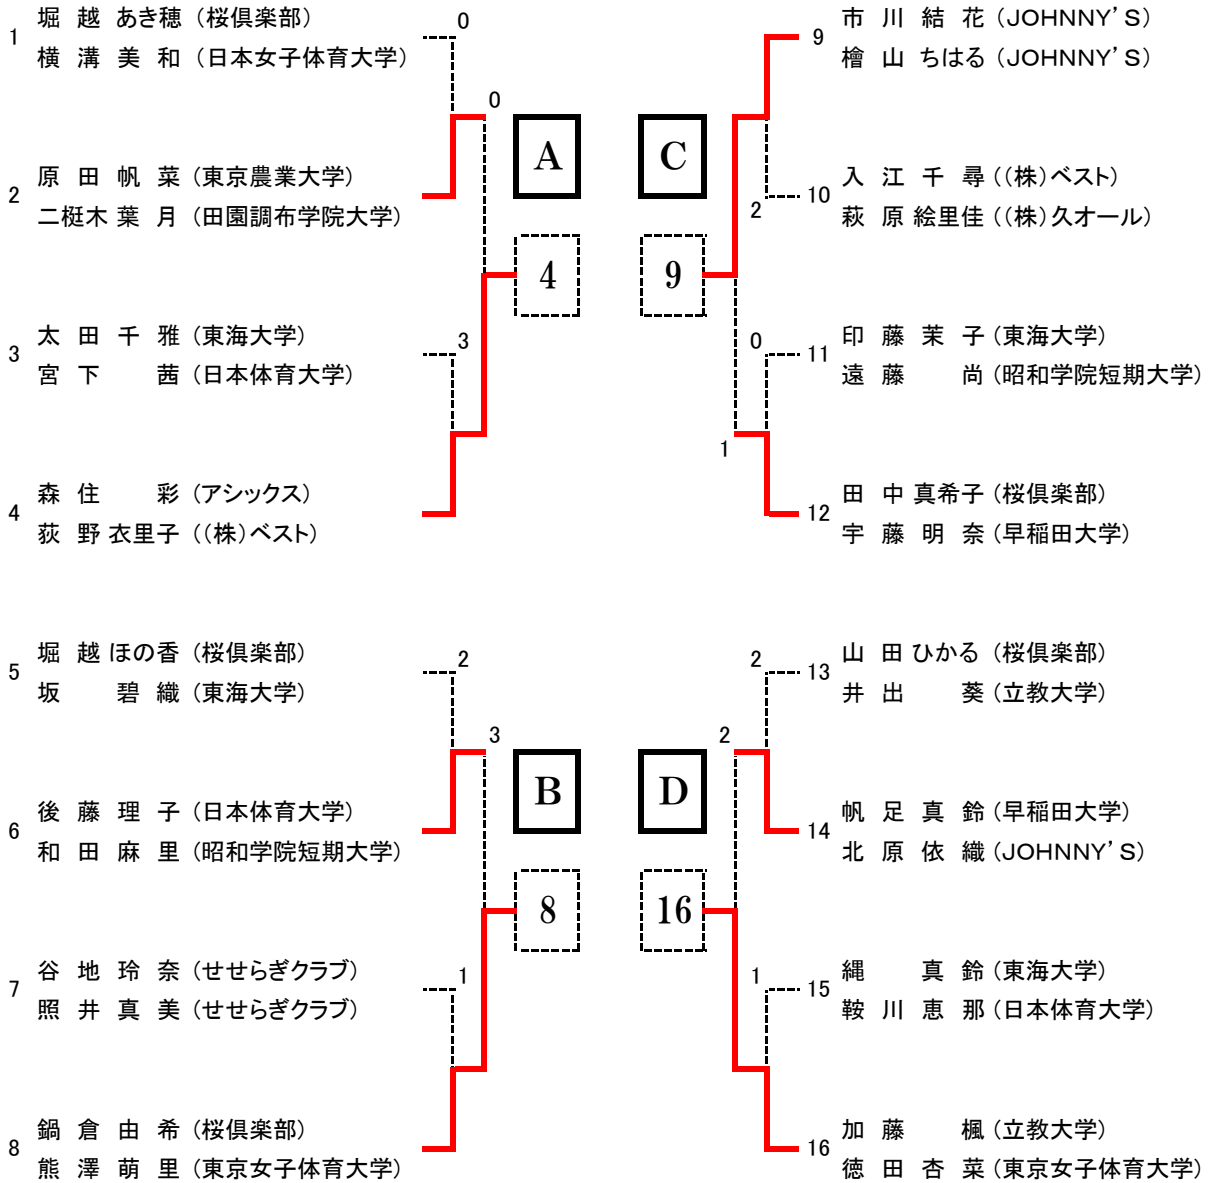 1 堀越あき穂（桜倶楽部）
横溝美和（日本女子体育大学）
0
0
2 原田帆菜（東京農業大学）
二梃木葉月（田園調布学院大学）
A
4
3 太田千雅（東海大学）
宮下茜（日本体育大学）
3
4 森住彩（アシックス）
荻野衣里子（(株)ベスト）
5 堀越ほの香（桜倶楽部）
坂碧織（東海大学）
2
3
6 後藤理子（日本体育大学）
和田麻里（昭和学院短期大学）
B
8
7 谷地玲奈（せせらぎクラブ）
照井真美（せせらぎクラブ）
1
8 鍋倉由希（桜倶楽部）
熊澤萌里（東京女子体育大学）
9 市川結花（JOHNNY'S）
檜山ちはる（JOHNNY'S）
C
9
2
10 入江千尋（(株)ベスト）
萩原絵里佳（(株)久オール）
0
11 印藤茉子（東海大学）
遠藤尚（昭和学院短期大学）
1
12 田中真希子（桜倶楽部）
宇藤明奈（早稲田大学）
2
13 山田ひかる（桜倶楽部）
井出葵（立教大学）
2
D
16
14 帆足真鈴（早稲田大学）
北原依織（JOHNNY'S）
1
15 縄真鈴（東海大学）
鞍川恵那（日本体育大学）
16 加藤楓（立教大学）
徳田杏菜（東京女子体育大学）